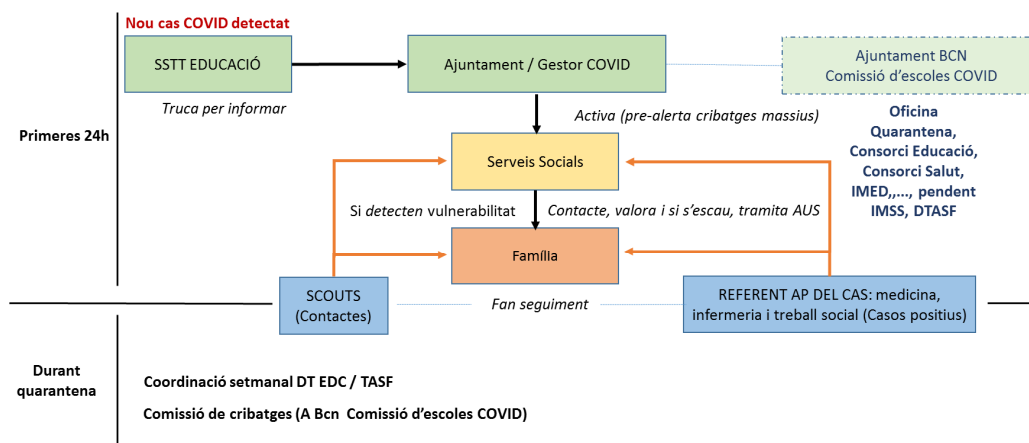 Nou cas COVID detectat
SSTT EDUCACIÓ
Ajuntament / Gestor COVID
Ajuntament BCN
Comissió d'escoles COVID
Truca per informar
Activa (pre-alerta cribatges massius)
Oficina
Quarantena,
Consorci Educació,
Consorci Salut,
IMED,,..., pendent
IMSS, DTASF
Primeres 24h
Serveis Socials
Si detecten vulnerabilitat
Contacte, valora i si s'escau, tramita AUS
Família
SCOUTS
(Contactes)
Fan seguiment
REFERENT AP DEL CAS: medicina,
infermeria i treball social (Casos positius)
Durant
quarantena
Coordinació setmanal DT EDC / TASF
Comissió de cribatges (A Bcn  Comissió d'escoles COVID)